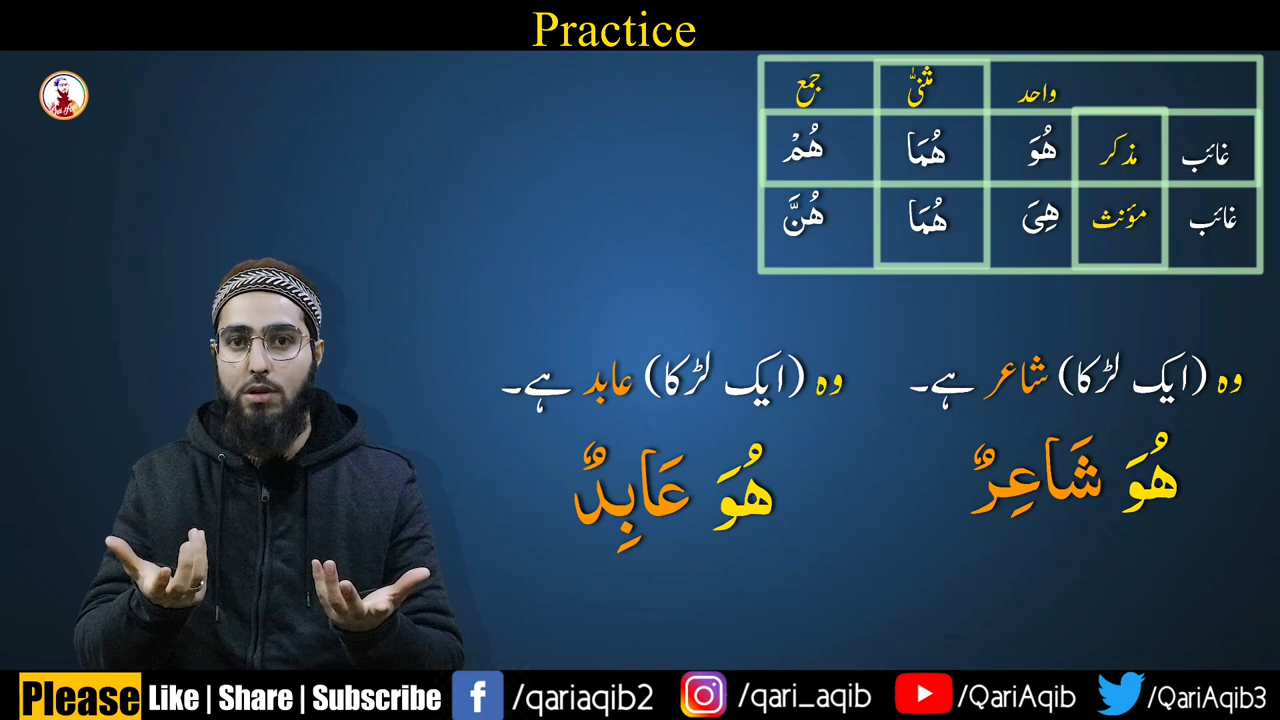 Practice
واحد مثنیّٰ جمع
غائب مذکر هُوَ هُمَا هُمْ
غائب مؤنث هِيَ هُمَا هُنَّ
وہ (ایک لڑکا) شاعر ہے۔
هُوَ شَاعِرٌ
وہ (ایک لڑکا) عابد ہے۔
هُوَ عَابِدٌ
Please Like | Share | Subscribe /qariaqib2 /qari_aqib /QariAqib /QariAqib3